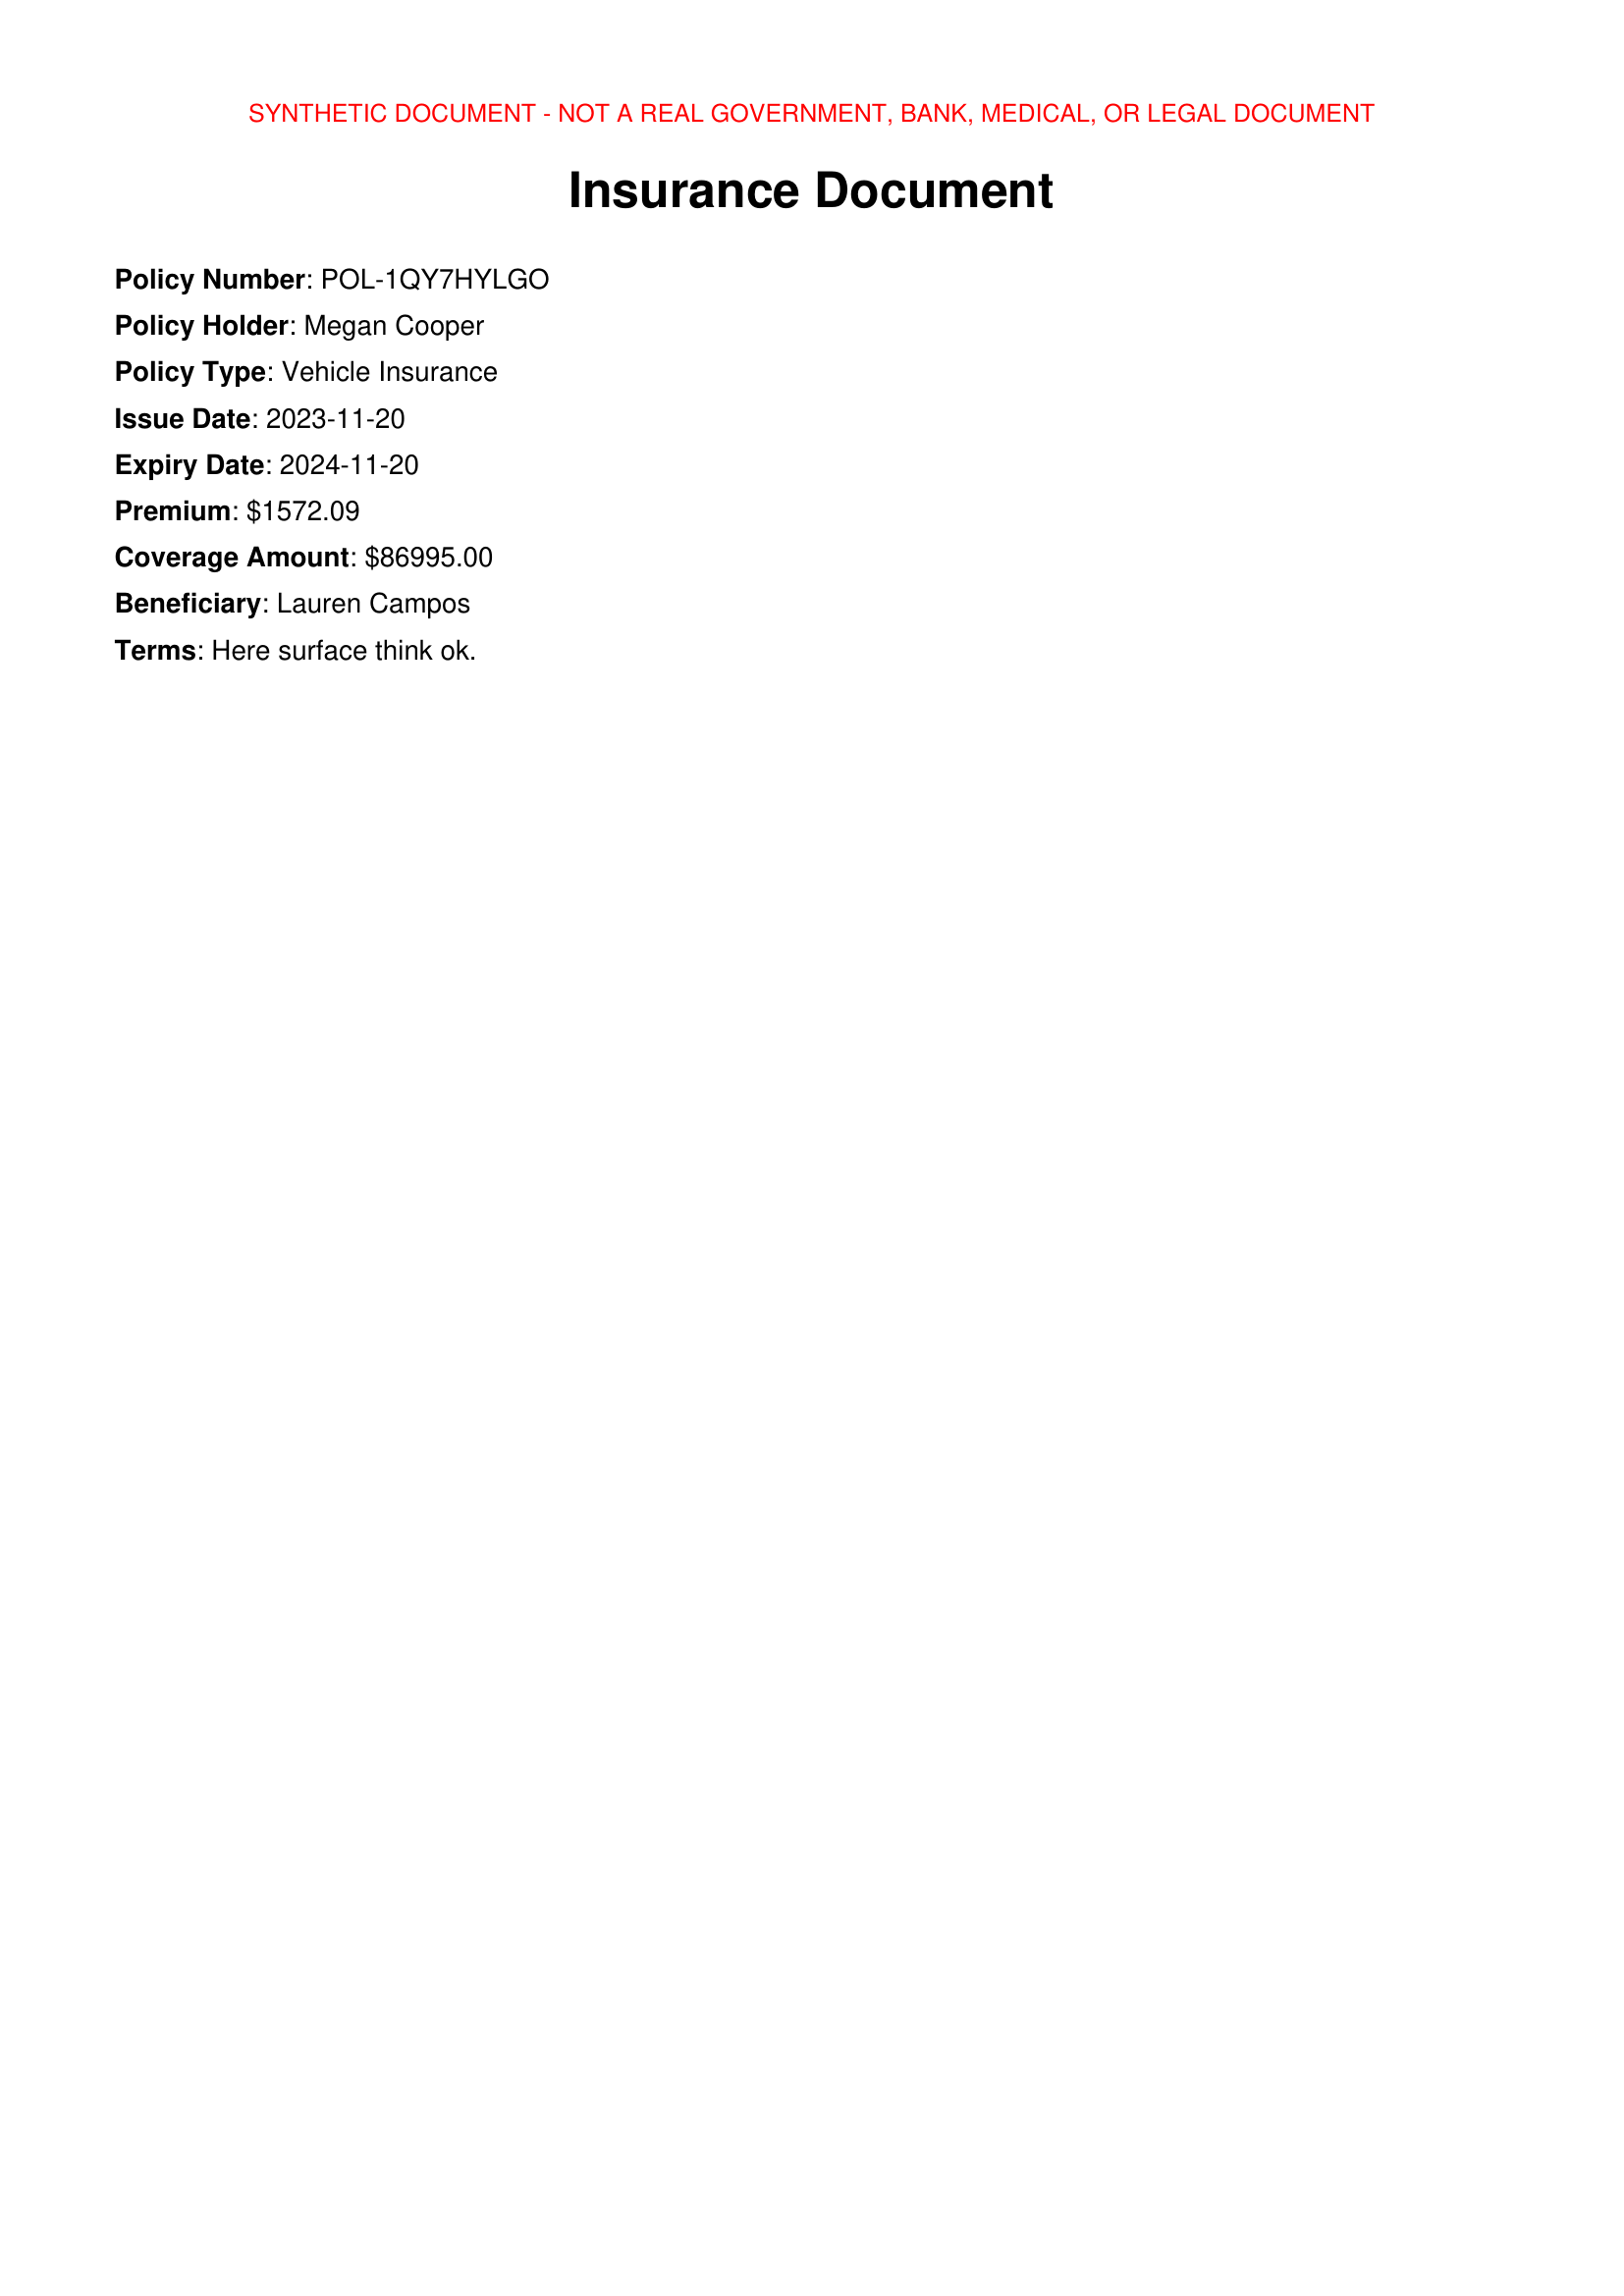 SYNTHETIC DOCUMENT - NOT A REAL GOVERNMENT, BANK, MEDICAL, OR LEGAL DOCUMENT
Insurance Document
Policy Number: POL-1QY7HYLGO
Policy Holder: Megan Cooper
Policy Type: Vehicle Insurance
Issue Date: 2023-11-20
Expiry Date: 2024-11-20
Premium: $1572.09
Coverage Amount: $86995.00
Beneficiary: Lauren Campos
Terms: Here surface think ok.